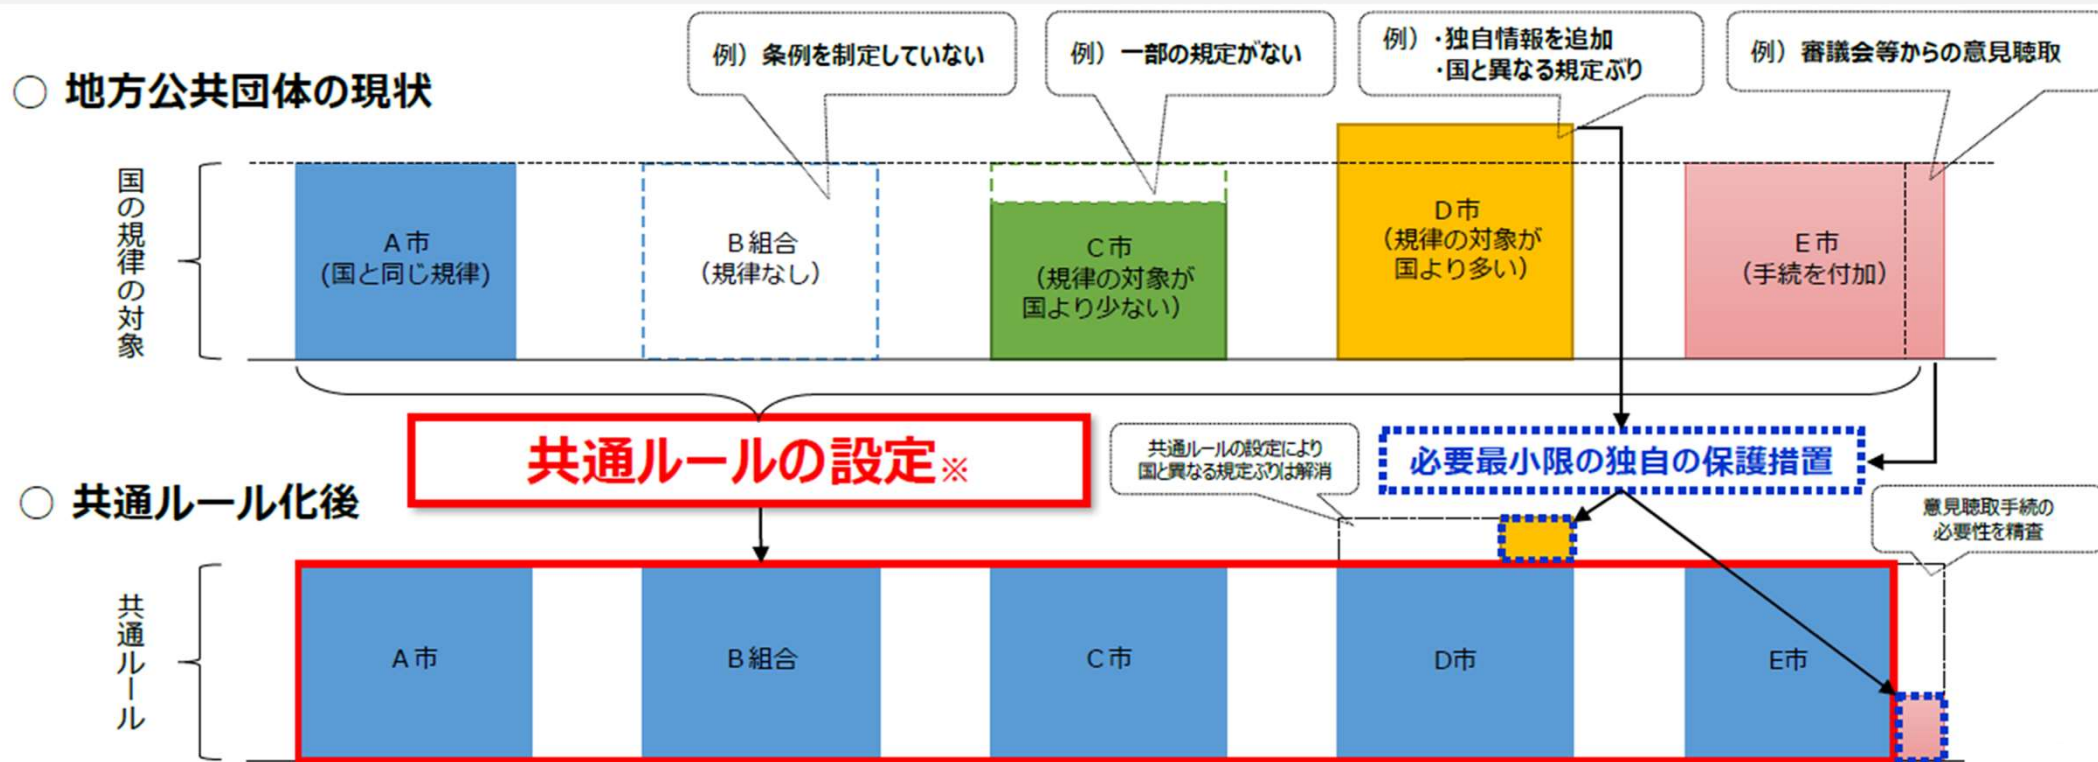 例）条例を制定していない
例）一部の規定がない
例）・独自情報を追加
・国と異なる規定ぶり
例）審議会等からの意見聴取
○ 地方公共団体の現状
国の規律の対象
A市
(国と同じ規律)
B組合
（規律なし）
C市
（規律の対象が
国より少ない）
D市
（規律の対象が
国より多い）
E市
（手続を付加）
共通ルールの設定※
共通ルールの設定により
国と異なる規定ぶりは解消
必要最小限の独自の保護措置
○ 共通ルール化後
意見聴取手続の
必要性を精査
共通ルール
A市
B組合
C市
D市
E市